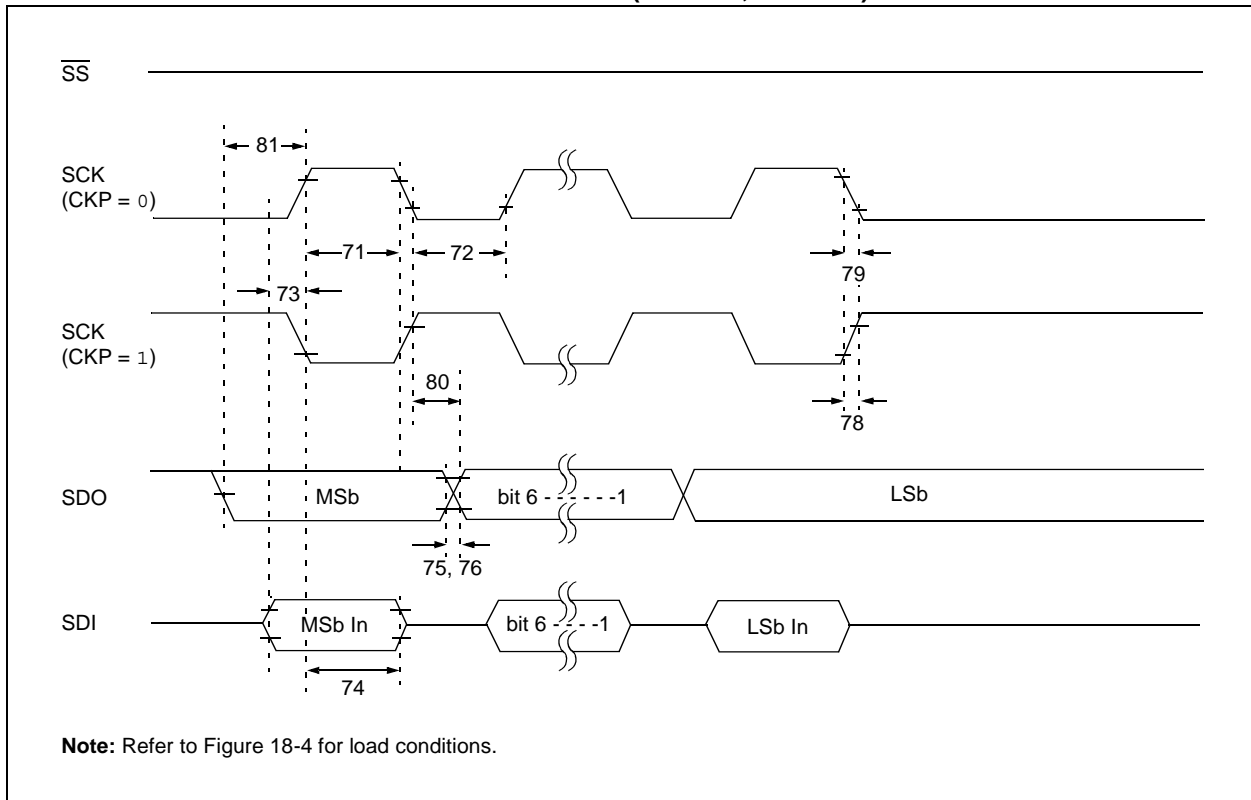 SS
81
SCK
(CKP = 0)
71
72
79
73
SCK
(CKP = 1)
80
78
SDO
MSb
bit 6 - - - - - -1
LSb
75, 76
SDI
MSb In
bit 6 - - - - -1
LSb In
74
Note: Refer to Figure 18-4 for load conditions.